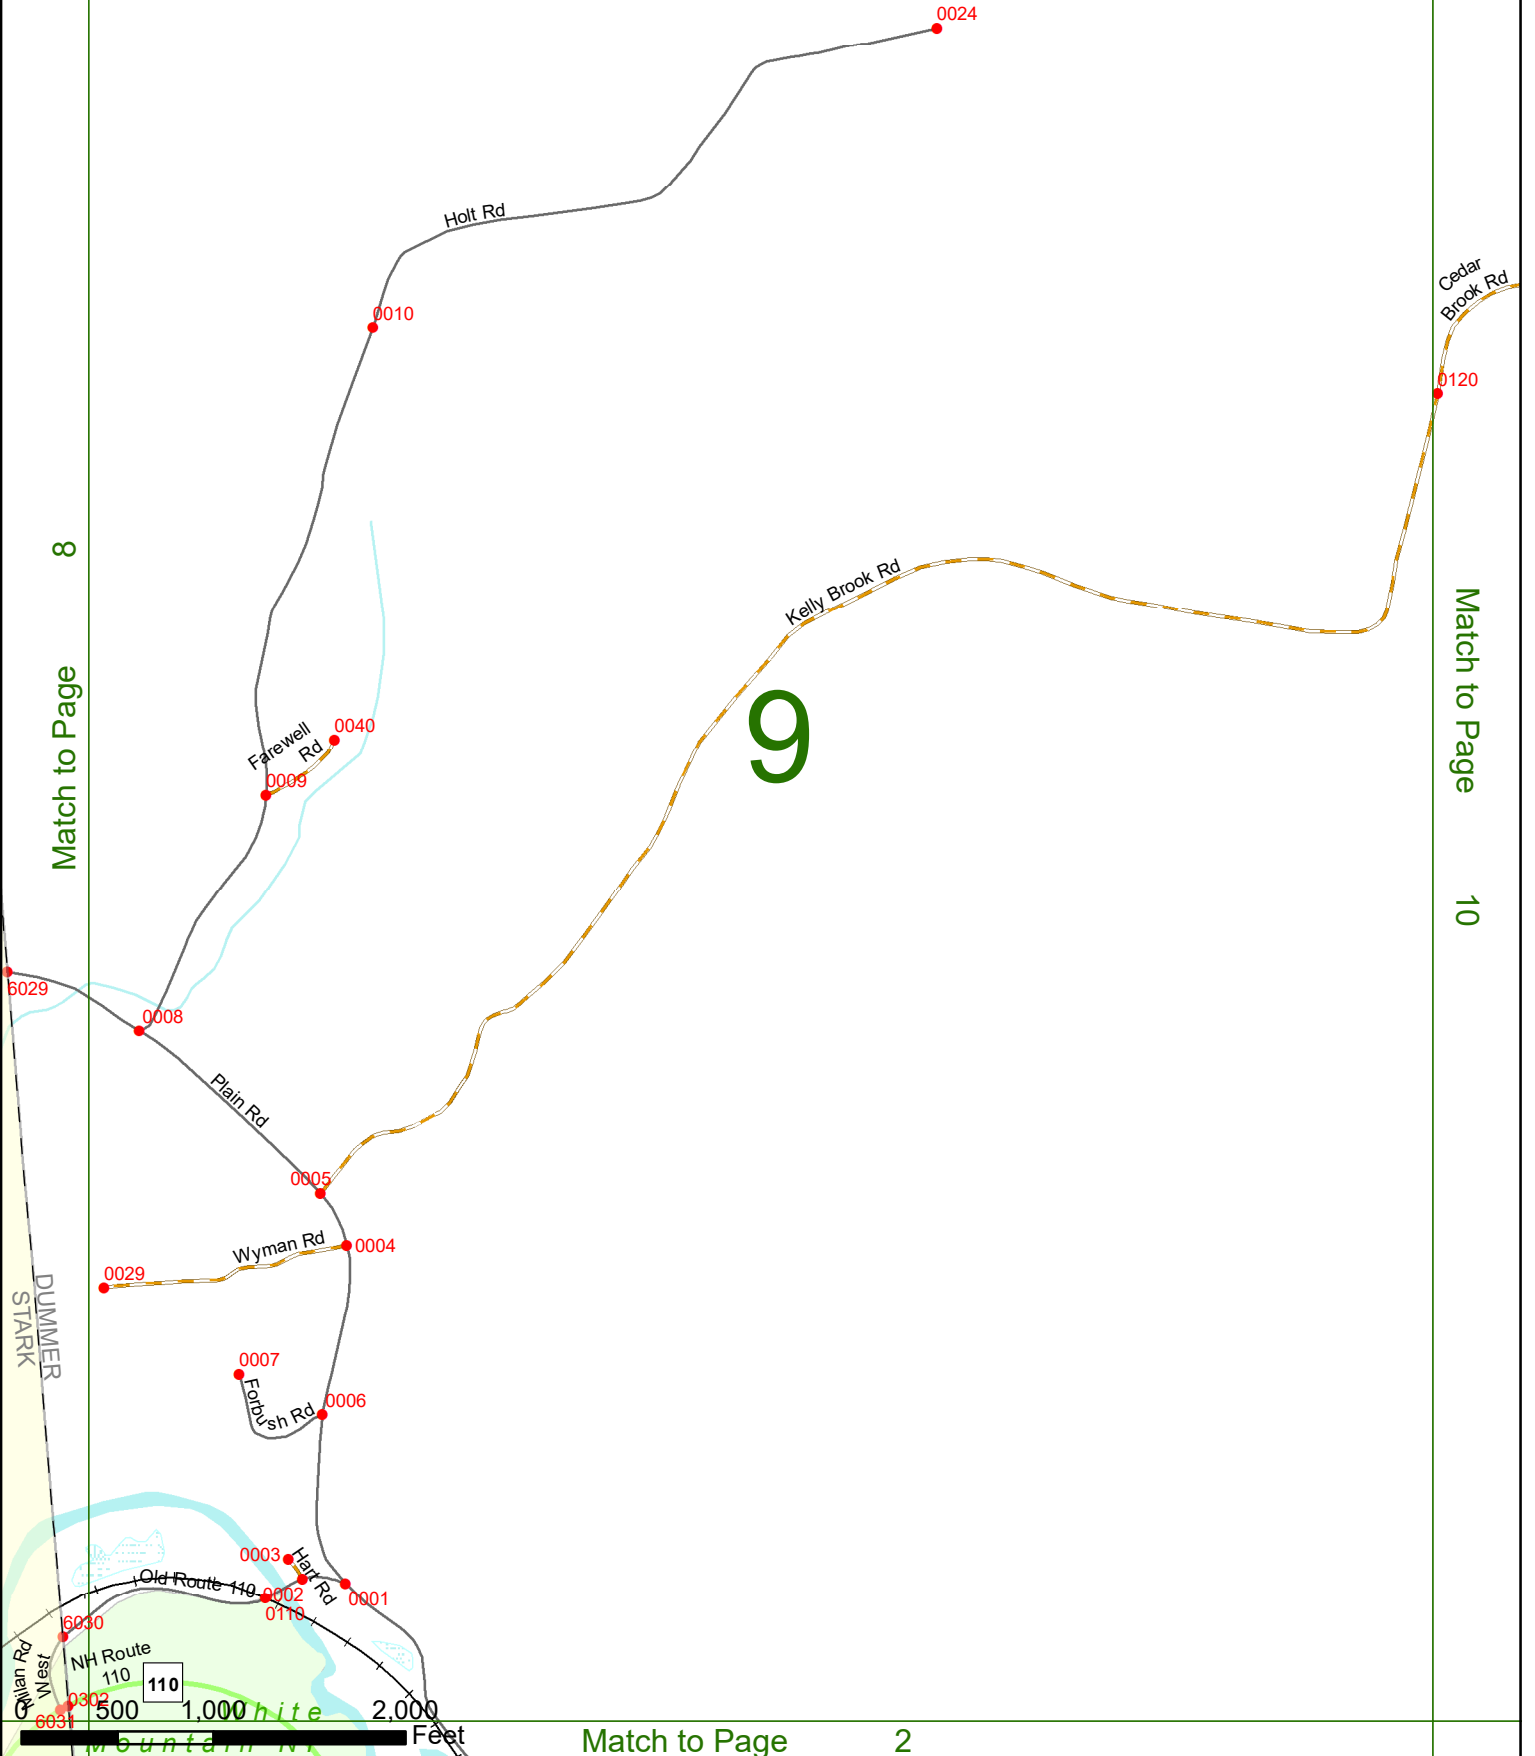 0024
Holt Rd
Cedar
Brook Rd
0010
0120
8
Match to Page
Kelly Brook Rd
Match to Page
10
9
Farewell
Rd
0040
0009
6029
0008
Plain Rd
0005
Wyman Rd
0004
0029
DUMMER
STARK
0007
Forbush Rd
0006
0003
Hart Rd
Old Route 110
0002
0001
0110
6030
NH Route
110
110
West
Milan Rd
0302
6031
0
500
1,000
2,000
Feet
White
Mountain N
Match to Page
2